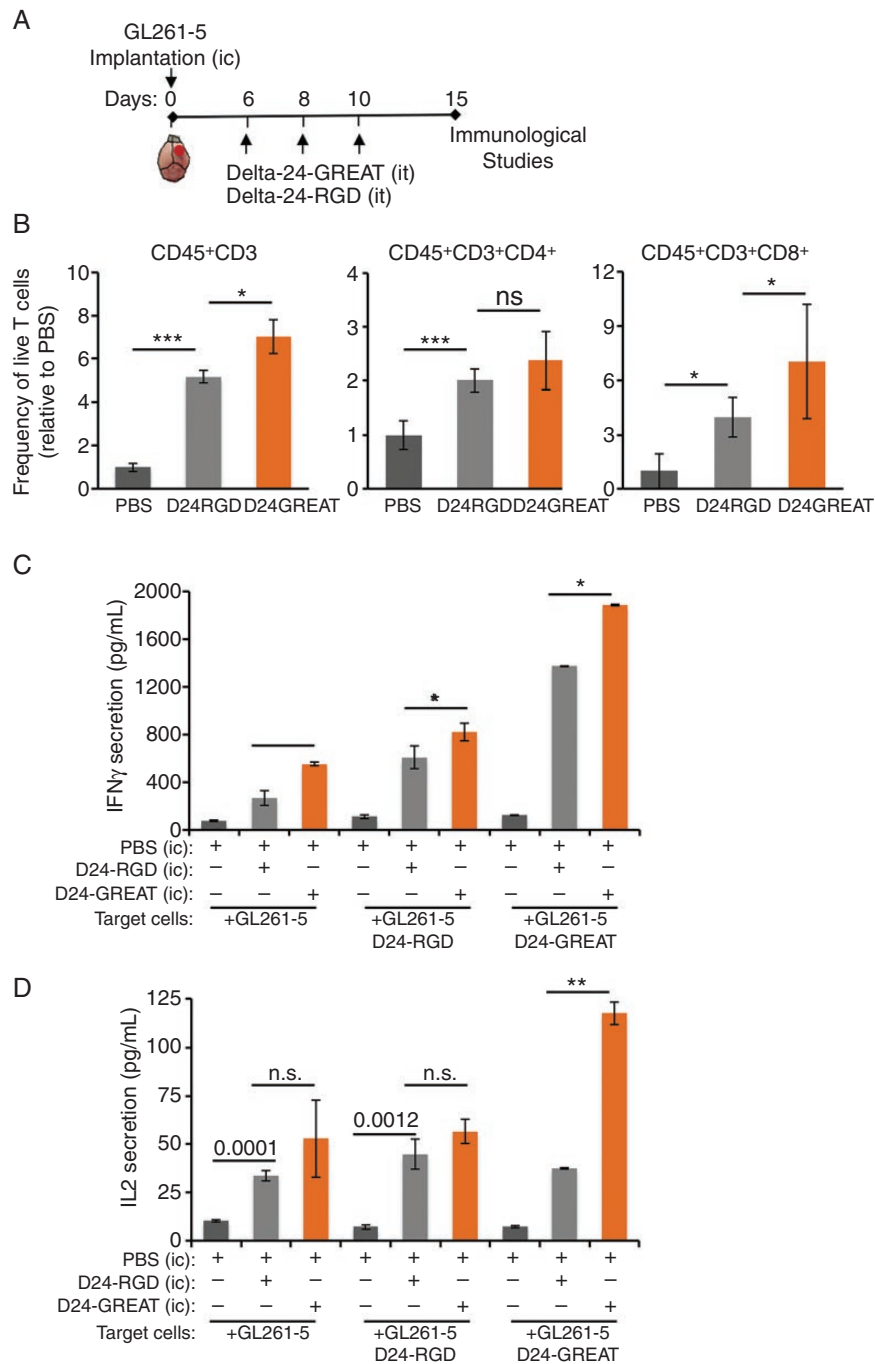 A
GL261-5
Implantation (ic)
Days: 0 6 8 10 15
Immunological
Studies
Delta-24-GREAT (it)
Delta-24-RGD (it)
B
CD45+CD3
CD45+CD3+CD4+
CD45+CD3+CD8+
Frequency of live T cells
(relative to PBS)
10
8
6
4
2
0
***
*
PBS D24RGD D24GREAT
4
3
2
1
0
***
ns
PBS D24RGD D24GREAT
12
9
6
3
0
*
*
PBS D24RGD D24GREAT
C
IFNγ secretion (pg/mL)
2000
1600
1200
800
400
0
*
*
PBS (ic): + + + + + + + + +
D24-RGD (ic): − + − − + − − + −
D24-GREAT (ic): − − + − − + − − +
Target cells: +GL261-5 +GL261-5 +GL261-5
D24-RGD D24-GREAT
D
IL2 secretion (pg/mL)
125
100
75
50
25
0
0.0001
n.s.
0.0012
n.s.
**
PBS (ic): + + + + + + + + +
D24-RGD (ic): − + − − + − − + −
D24-GREAT (ic): − − + − − + − − +
Target cells: +GL261-5 +GL261-5 +GL261-5
D24-RGD D24-GREAT